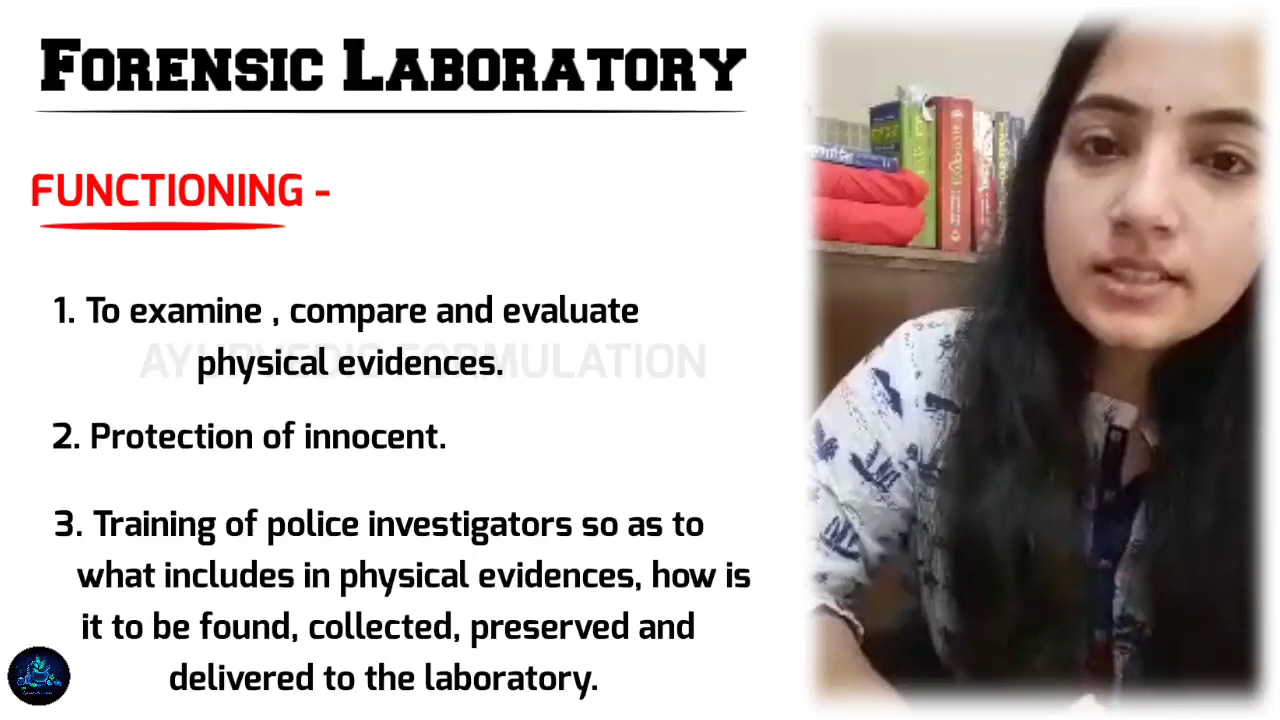 FORENSIC LABORATORY
FUNCTIONING -
1. To examine , compare and evaluate
physical evidences.
AYURVEDIC FORMULATION
2. Protection of innocent.
3. Training of police investigators so as to
what includes in physical evidences, how is
it to be found, collected, preserved and
delivered to the laboratory.